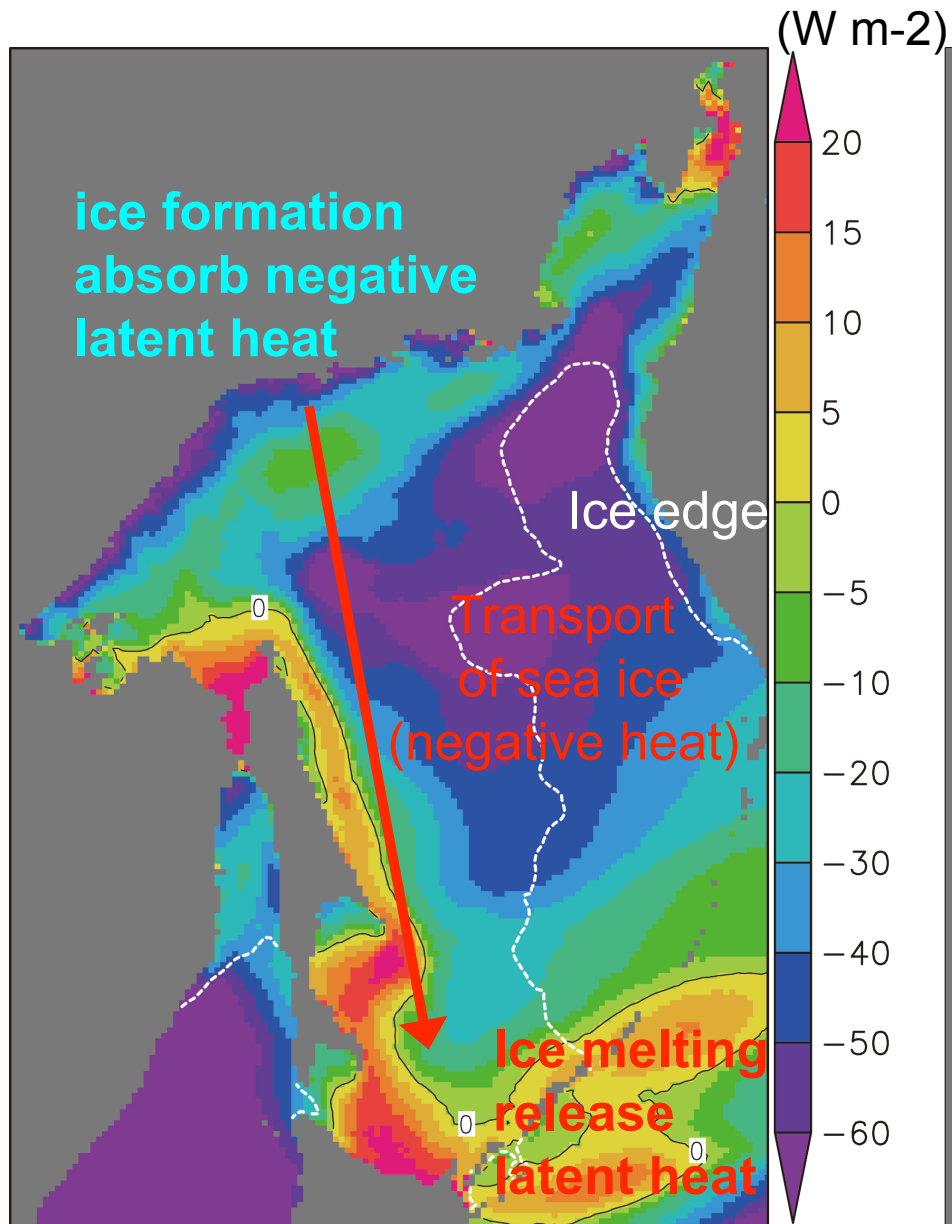 (W m-2)
20
ice formation
absorb negative
latent heat
15
10
5
Ice edge
0
−5
0
Transport
of sea ice
(negative heat)
−10
−20
−30
−40
−50
Ice melting
release
latent heat
0
0
−60